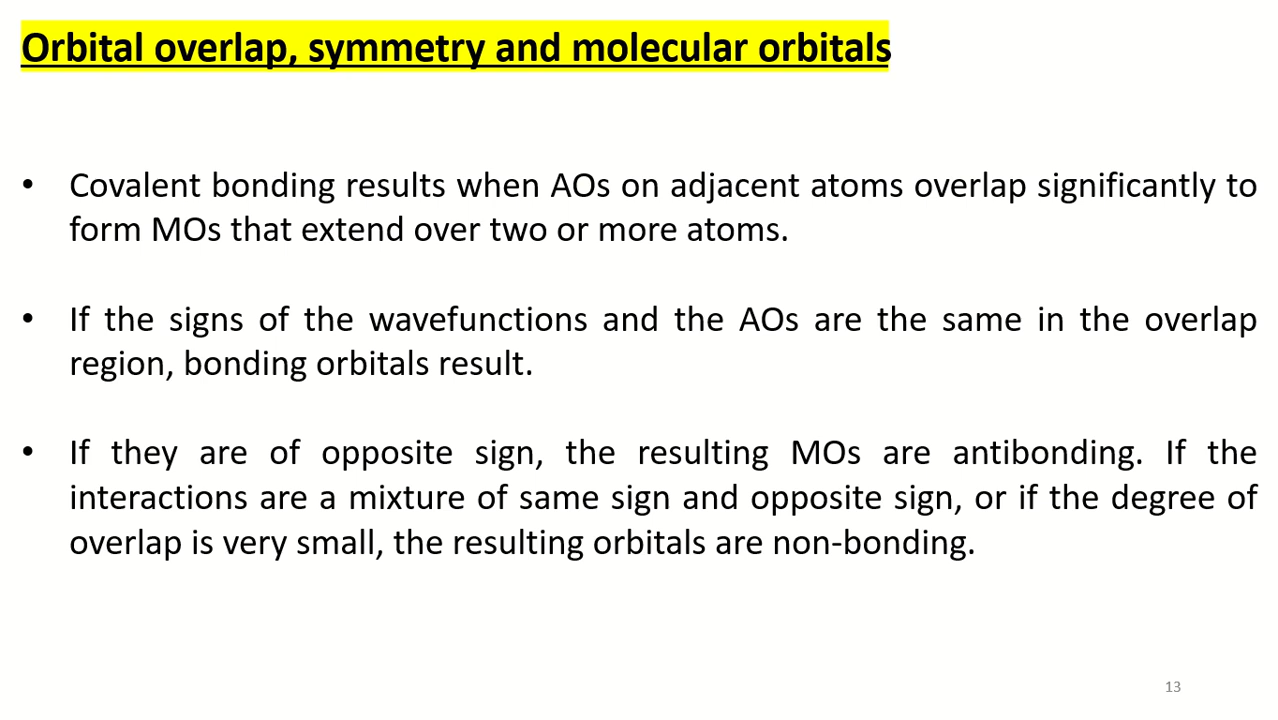 Orbital overlap, symmetry and molecular orbitals
• Covalent bonding results when AOs on adjacent atoms overlap significantly to
form MOs that extend over two or more atoms.
• If the signs of the wavefunctions and the AOs are the same in the overlap
region, bonding orbitals result.
• If they are of opposite sign, the resulting MOs are antibonding. If the
interactions are a mixture of same sign and opposite sign, or if the degree of
overlap is very small, the resulting orbitals are non-bonding.
13